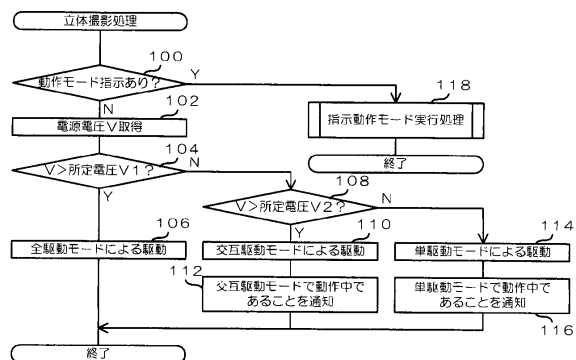 立体撮影処理
100
動作モード指示あり?
Y
N
102
118
電源電圧V取得
指示動作モード実行処理
104
V>所定電圧V1?
N
終了
Y
108
V>所定電圧V2?
N
Y
106
110
114
全駆動モードによる駆動
交互駆動モードによる駆動
単駆動モードによる駆動
112
交互駆動モードで動作中で
あることを通知
単駆動モードで動作中で
あることを通知
116
終了